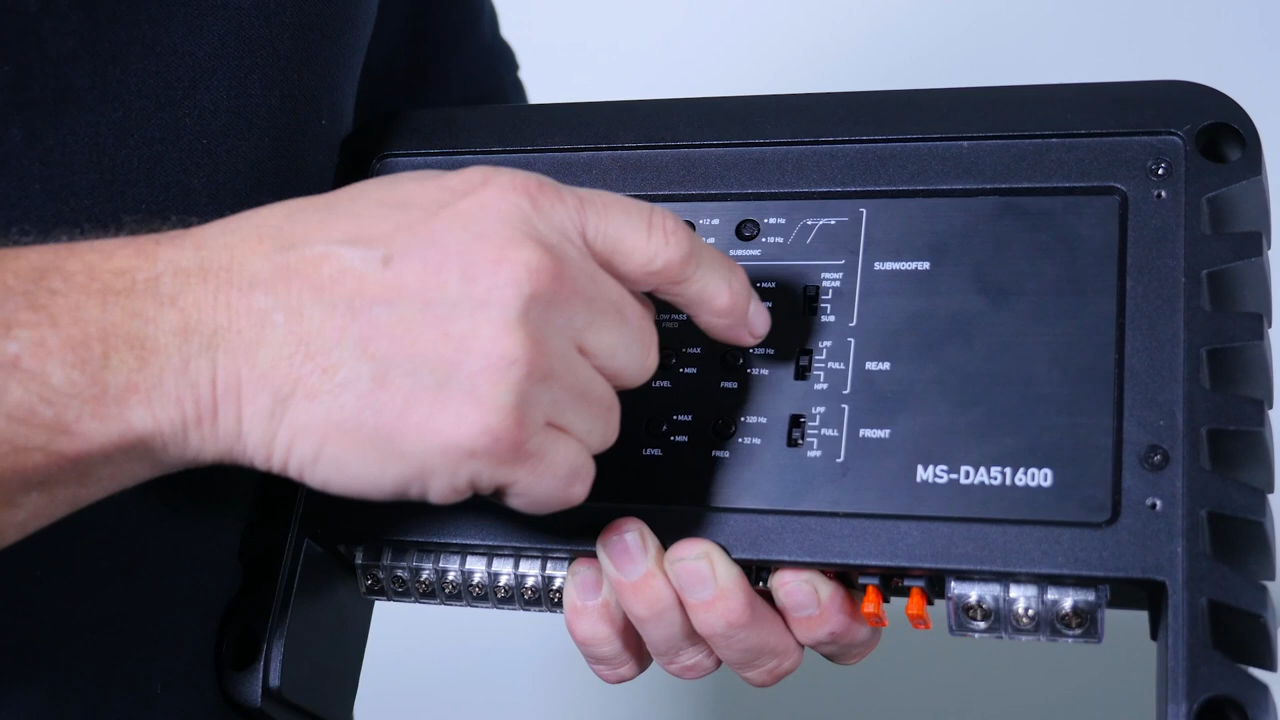 12 dB
80 Hz
dB
10 Hz
SUBSONIC
SUBWOOFER
MAX
FRONT
REAR
LOW PASS
FREQ
SUB
MAX
320 Hz
LPF
FULL
REAR
MIN
32 Hz
LEVEL
FREQ
HPF
MAX
320 Hz
LPF
FULL
FRONT
MIN
32 Hz
LEVEL
FREQ
HPF
MS-DA51600